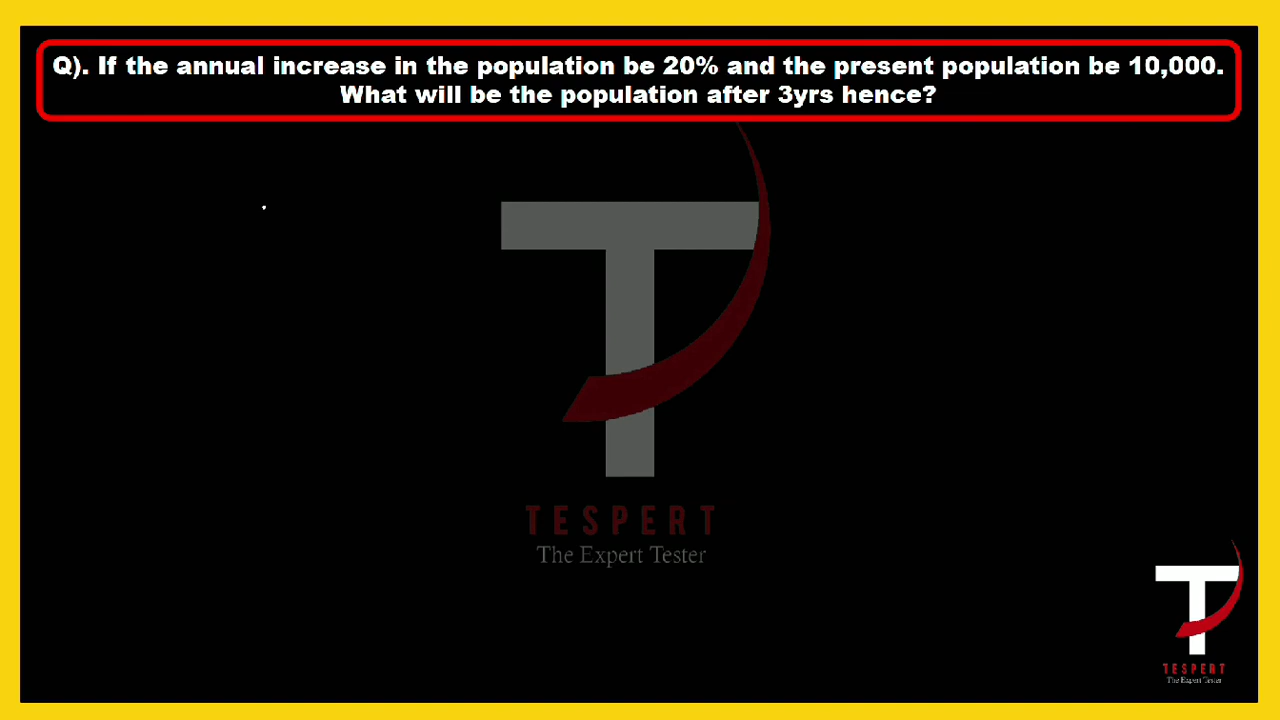 Q). If the annual increase in the population be 20% and the present population be 10,000.
What will be the population after 3yrs hence?
TESPERT
The Expert Tester
TESPERT
The Expert Tester